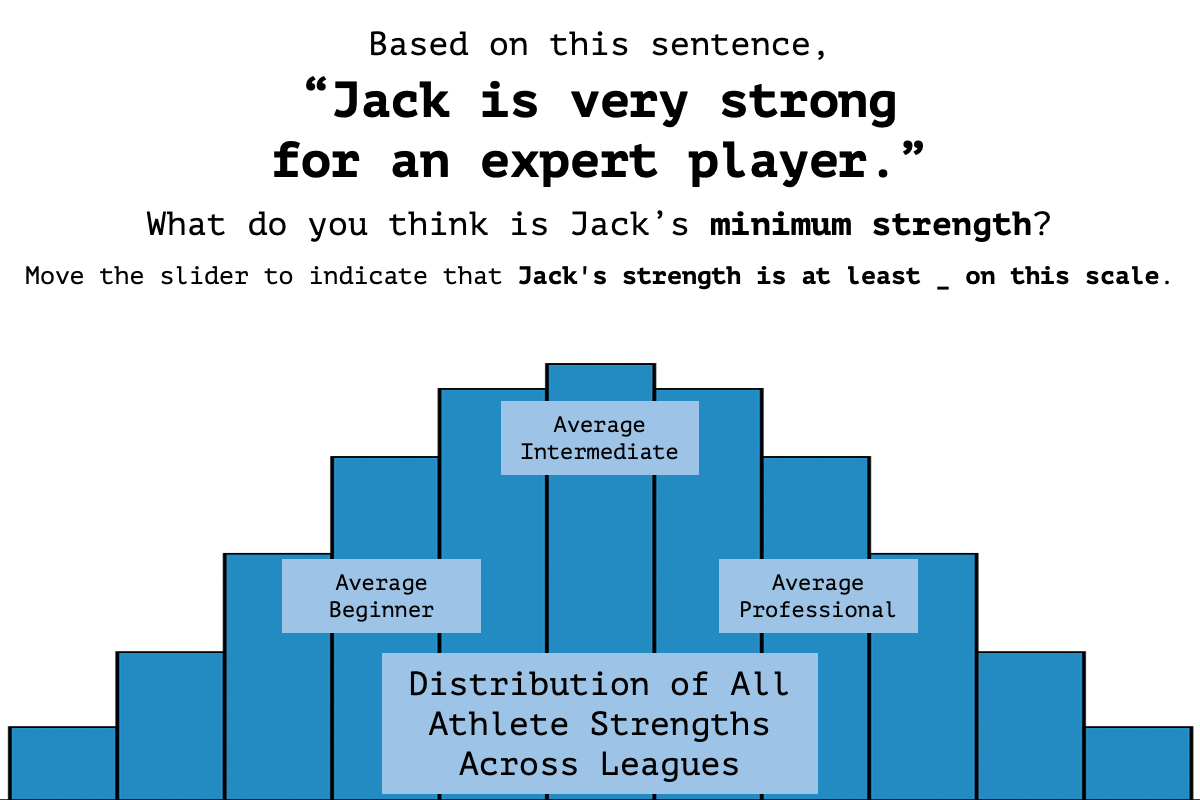 Based on this sentence,
“Jack is very strong
for an expert player.”
What do you think is Jack’s minimum strength?
Move the slider to indicate that Jack's strength is at least _ on this scale.
Average
Intermediate
Average
Beginner
Average
Professional
Distribution of All
Athlete Strengths
Across Leagues